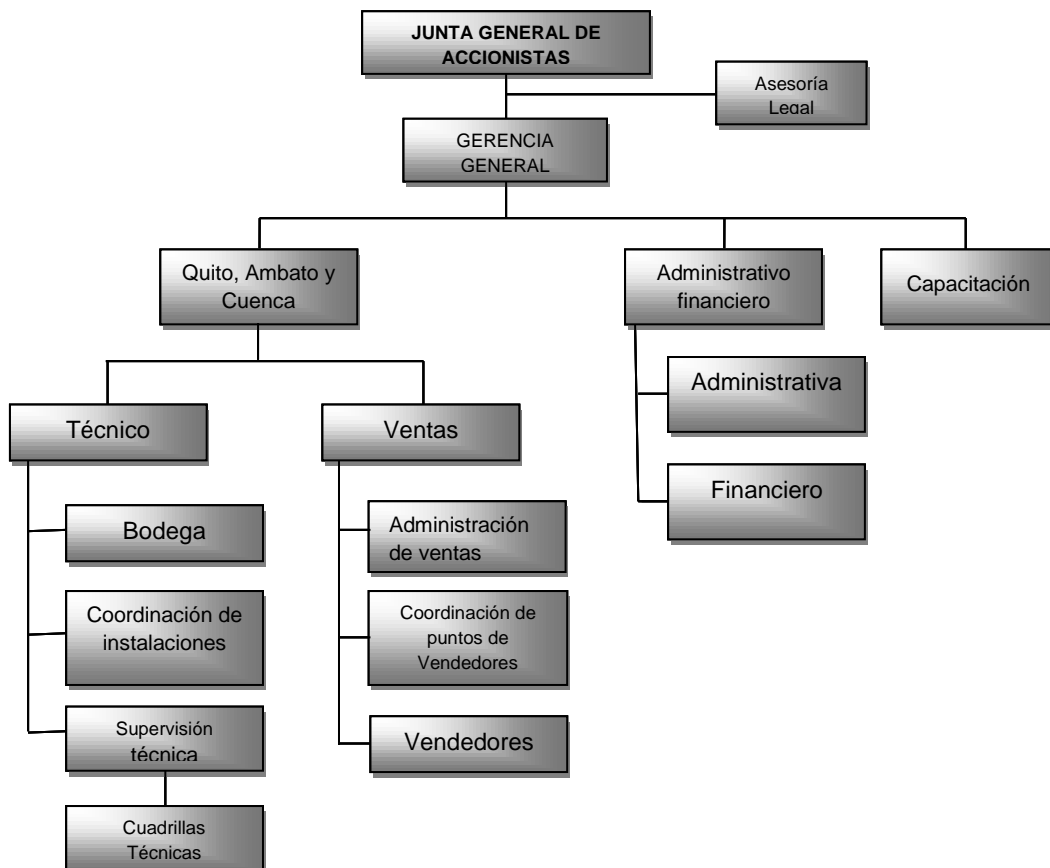 JUNTA GENERAL DE
ACCIONISTAS
Asesoría
Legal
GERENCIA
GENERAL
Quito, Ambato y
Cuenca
Administrativo
financiero
Capacitación
Administrativa
Técnico
Ventas
Financiero
Bodega
Administración
de ventas
Coordinación de
instalaciones
Coordinación de
puntos de
Vendedores
Supervisión
técnica
Vendedores
Cuadrillas
Técnicas